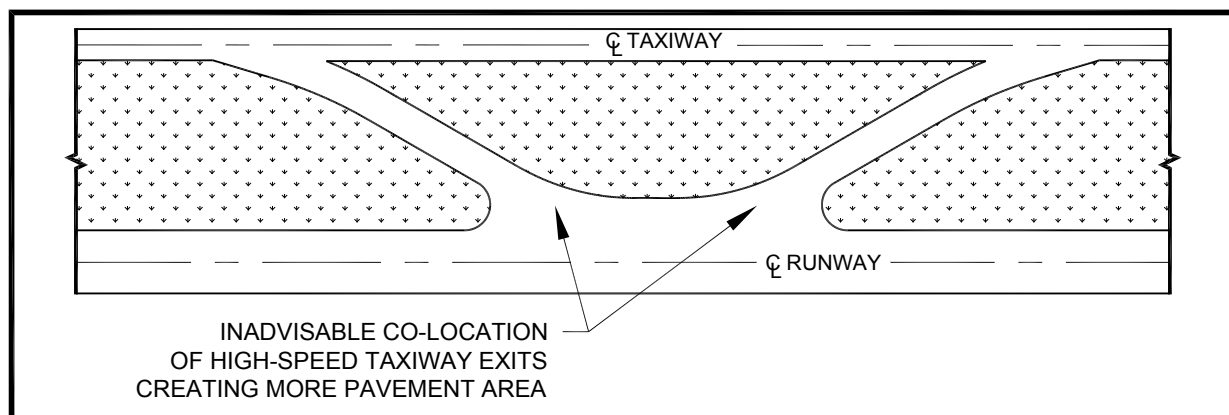 ℄ TAXIWAY
℄ RUNWAY
INADVISABLE CO-LOCATION
OF HIGH-SPEED TAXIWAY EXITS
CREATING MORE PAVEMENT AREA